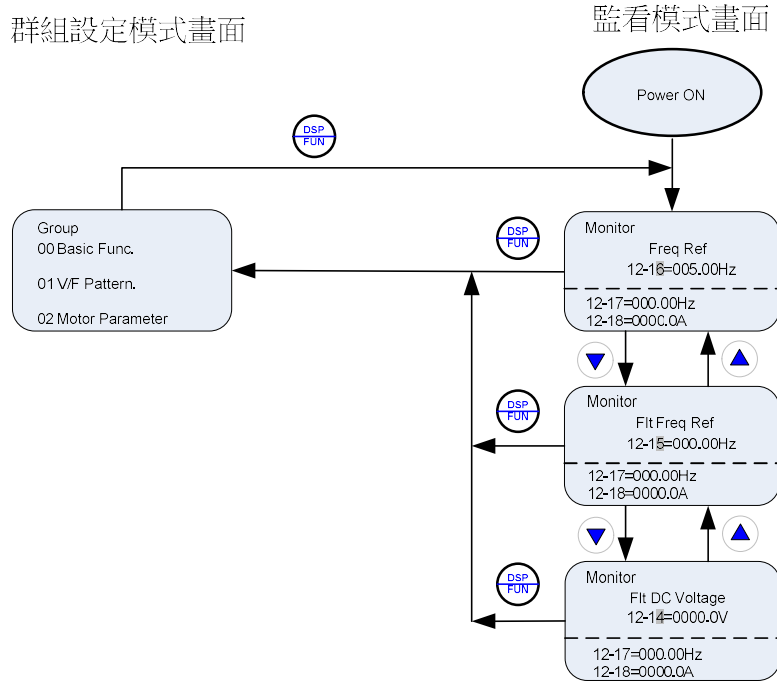 群組設定模式畫面
監看模式畫面
Power ON
DSP
FUN
Group
00 Basic Func.
01 V/F Pattern.
02 Motor Parameter
DSP
FUN
Monitor
Freq Ref
12-16=005.00Hz
12-17=000.00Hz
12-18=0000.0A
DSP
FUN
Monitor
Flt Freq Ref
12-15=000.00Hz
12-17=000.00Hz
12-18=0000.0A
DSP
FUN
Monitor
Flt DC Voltage
12-14=0000.0V
12-17=000.00Hz
12-18=0000.0A